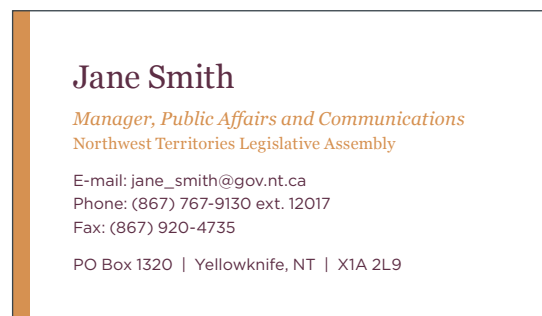 Jane Smith
Manager, Public Affairs and Communications
Northwest Territories Legislative Assembly
E-mail: jane_smith@gov.nt.ca
Phone: (867) 767-9130 ext. 12017
Fax: (867) 920-4735
PO Box 1320 | Yellowknife, NT | X1A 2L9